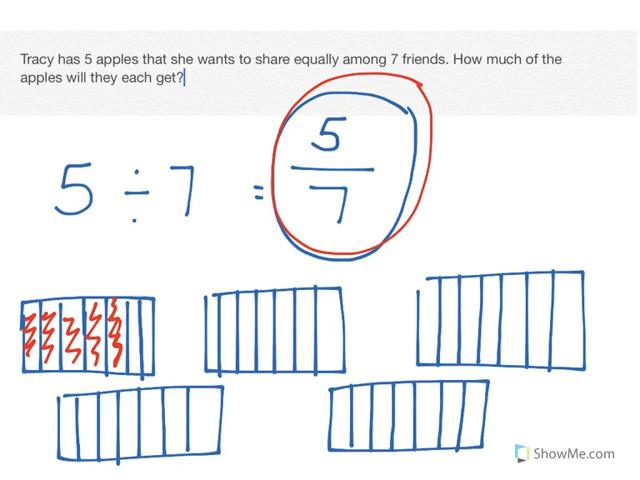 Tracy has 5 apples that she wants to share equally among 7 friends. How much of the
apples will they each get?
5 ÷ 7 = 5/7
ShowMe.com